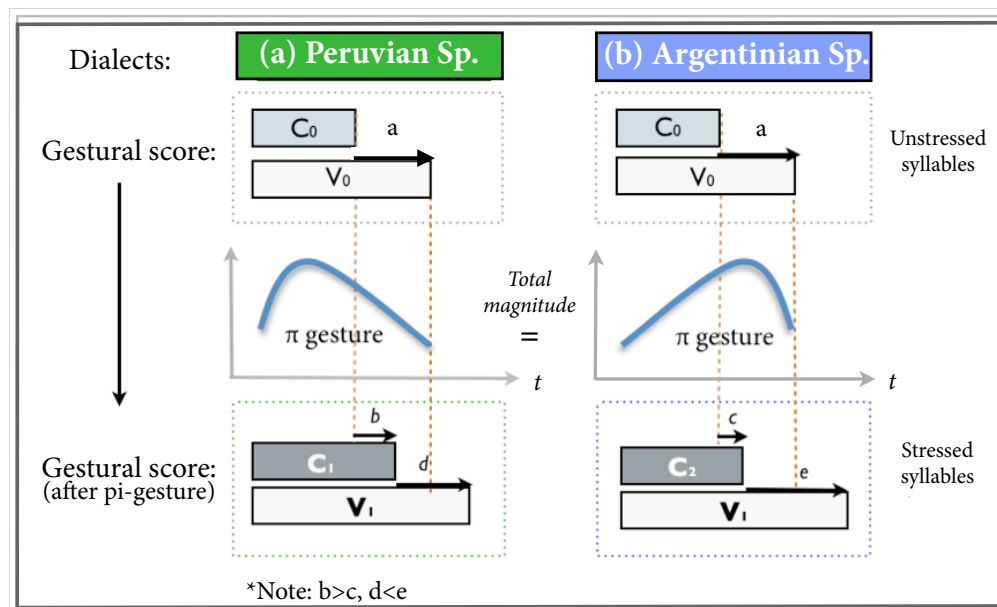 Dialects:
(a) Peruvian Sp.
(b) Argentinian Sp.
Gestural score:
C₀
a
V₀
C₀
a
V₀
Unstressed
syllables
π gesture
t
Total
magnitude
=
π gesture
t
Gestural score:
(after pi-gesture)
b
C₁
d
V₁
c
C₂
e
V₁
Stressed
syllables
*Note: b>c, d<e